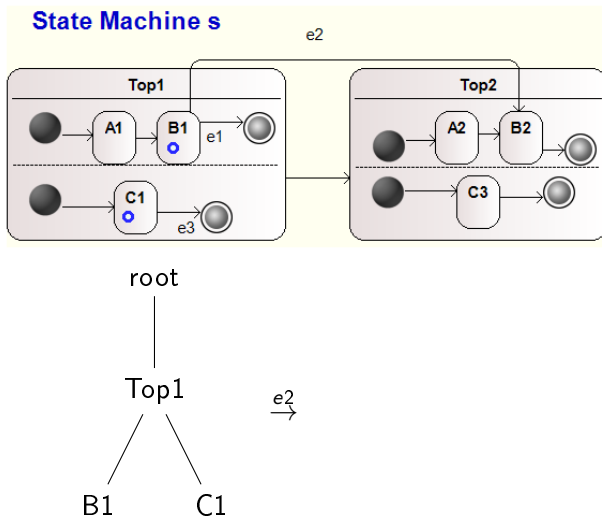 State Machine s
e2
Top1
Top2
A1
B1
A2
B2
e1
C1
C3
e3
root
Top1
e2
B1
C1